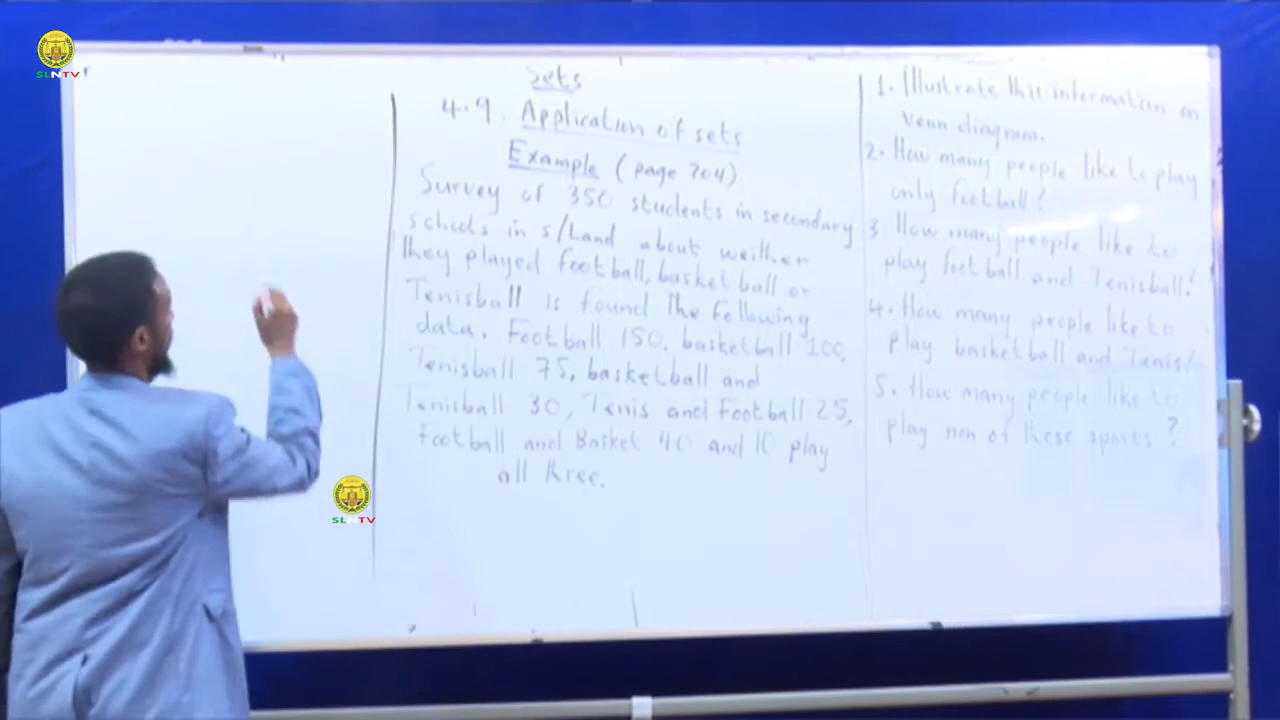 SLNTV
Sets
4.9. Application of sets
Example (page 204)
Survey of 350 students in secondary
schools in s/Land about weither
they played football, basket ball or
Tenisball is found the following
data. Football 150, basketball 100,
Tenisball 75, basketball and
Tenisball 30, Tenis and Football 25,
Football and Basket 40 and 10 play
all three.
1. Illustrate this information on
venn diagram.
2. How many people like to play
only football?
3 How many people like to
play foot ball and Tenisball?
4. How many people like to
play basketball and Tenis
5. How many people like to
play non of these sports ?
SLNTV